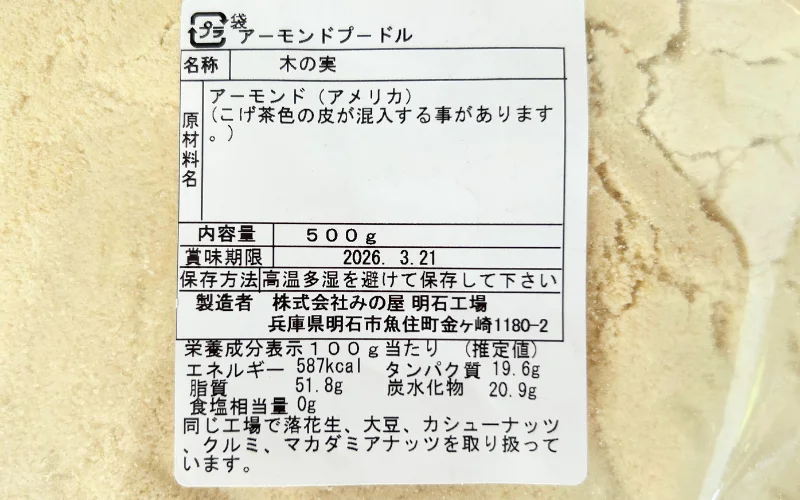 プラ 袋
アーモンドプードル
名称 木の実
原材料名 アーモンド（アメリカ）
（こげ茶色の皮が混入する事があります
。）
内容量 ５００ｇ
賞味期限 2026. 3.21
保存方法 高温多湿を避けて保存して下さい
製造者 株式会社みの屋 明石工場
兵庫県明石市魚住町金ヶ崎1180-2
栄養成分表示１００ｇ当たり （推定値）
エネルギー 587kcal タンパク質 19.6g
脂質 51.8g 炭水化物 20.9g
食塩相当量 0g
同じ工場で落花生、大豆、カシューナッツ
、クルミ、マカダミアナッツを取り扱って
います。